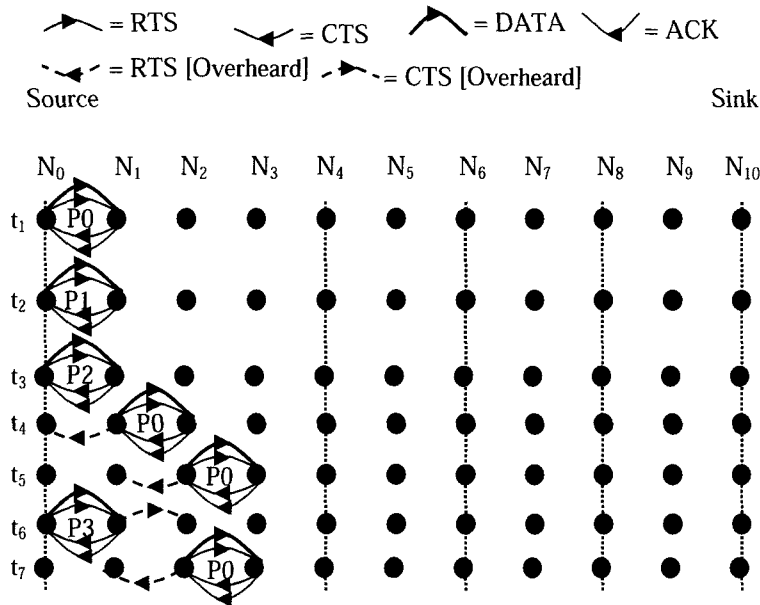 = RTS = CTS = DATA = ACK
= RTS [Overheard] = CTS [Overheard]
Source Sink
N₀ N₁ N₂ N₃ N₄ N₅ N₆ N₇ N₈ N₉ N₁₀
t₁ P0
t₂ P1
t₃ P2
t₄ P0
t₅ P0
t₆ P3
t₇ P0